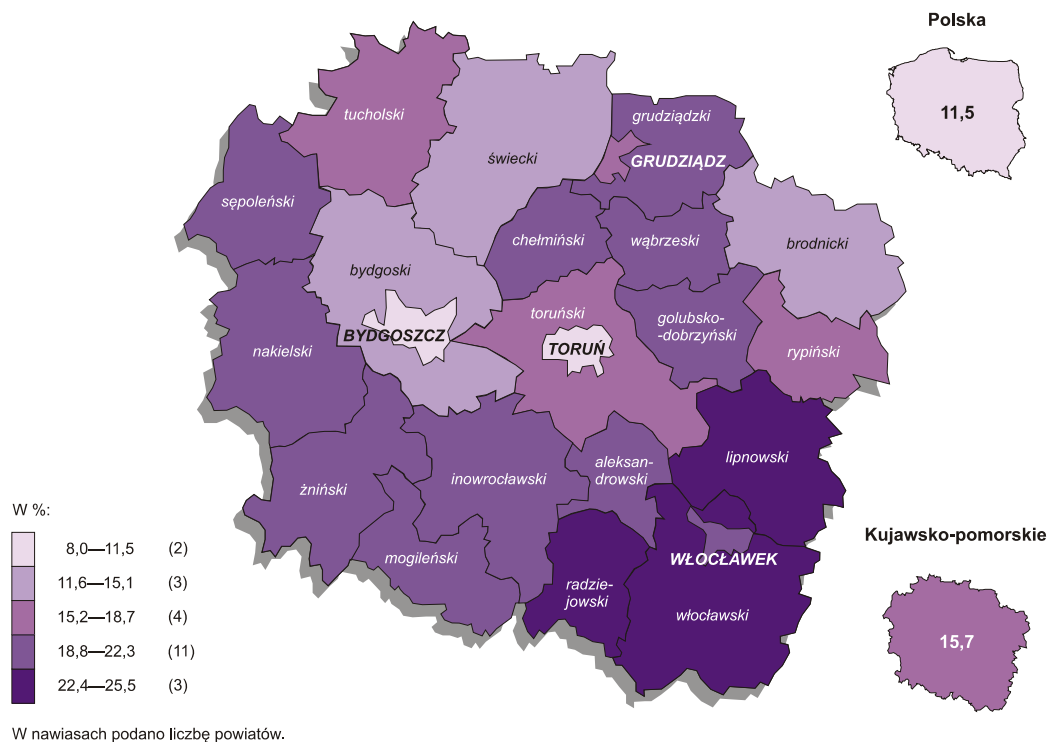 Polska
11,5
tucholski
grudziądzki
świecki
GRUDZIĄDZ
sępoleński
chełmiński
wąbrzeski
brodnicki
bydgoski
toruński
golubsko-
-dobrzyński
BYDGOSZCZ
TORUŃ
nakielski
rypiński
lipnowski
aleksan-
drowski
inowrocławski
żniński
mogileński
WŁOCŁAWEK
radzie-
jowski
włocławski
W %:
8,0—11,5 (2)
11,6—15,1 (3)
15,2—18,7 (4)
18,8—22,3 (11)
22,4—25,5 (3)
Kujawsko-pomorskie
15,7
W nawiasach podano liczbę powiatów.